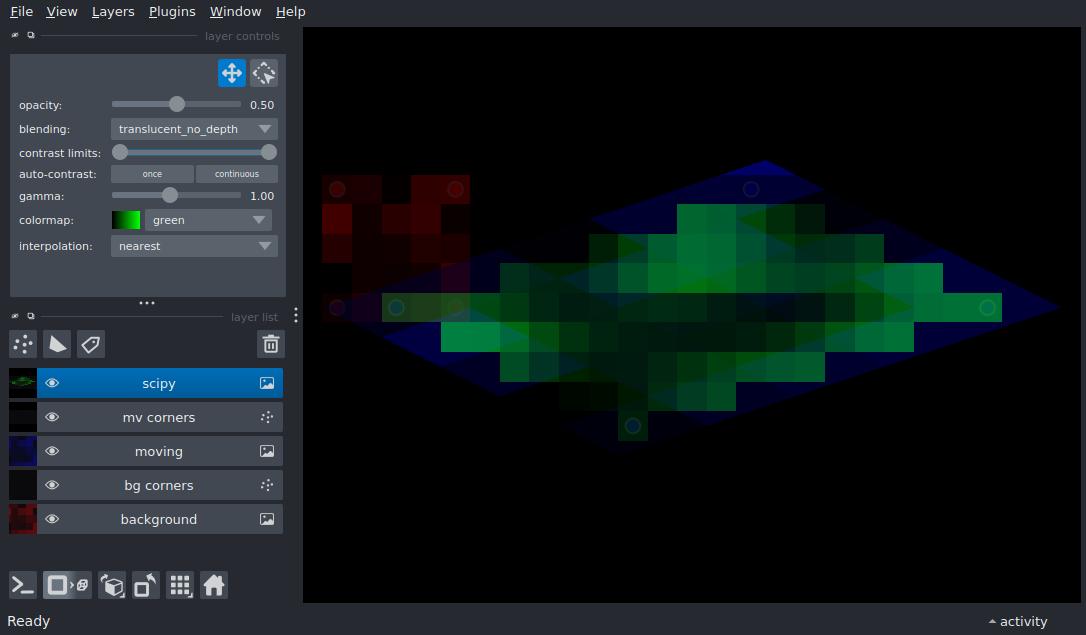 File View Layers Plugins Window Help
layer controls
opacity: 0.50
blending: translucent_no_depth
contrast limits:
auto-contrast: once continuous
gamma: 1.00
colormap: green
interpolation: nearest
layer list
scipy
mv corners
moving
bg corners
background
Ready
activity